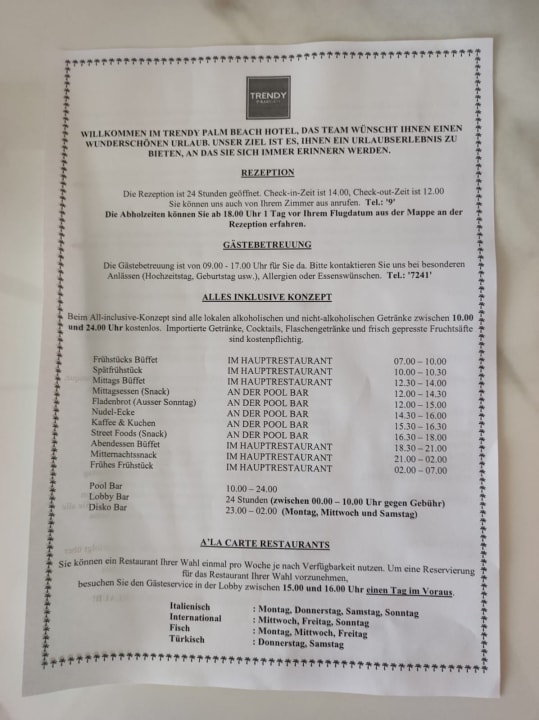 TRENDY
WILLKOMMEN IM TRENDY PALM BEACH HOTEL, DAS TEAM WÜNSCHT IHNEN EINEN
WUNDERSCHÖNEN URLAUB. UNSER ZIEL IST ES, IHNEN EIN URLAUBSERLEBNIS ZU
BIETEN, AN DAS SIE SICH IMMER ERINNERN WERDEN.
REZEPTION
Die Rezeption ist 24 Stunden geöffnet. Check-in-Zeit ist 14.00, Check-out-Zeit ist 12.00
Sie können uns auch von Ihrem Zimmer aus anrufen. Tel.: '9'
Die Abholzeiten können Sie ab 18.00 Uhr 1 Tag vor Ihrem Flugdatum aus der Mappe an der
Rezeption erfahren.
GÄSTEBETREUUNG
Die Gästebetreuung ist von 09.00 - 17.00 Uhr für Sie da. Bitte kontaktieren Sie uns bei besonderen
Anlässen (Hochzeitstag, Geburtstag usw.), Allergien oder Essenswünschen. Tel.: '7241'
ALLES INKLUSIVE KONZEPT
Beim All-inclusive-Konzept sind alle lokalen alkoholischen und nicht-alkoholischen Getränke zwischen 10.00
und 24.00 Uhr kostenlos. Importierte Getränke, Cocktails, Flaschengetränke und frisch gepresste Fruchtsäfte
sind kostenpflichtig.
Frühstücks Büffet IM HAUPTRESTAURANT 07.00 – 10.00
Spätfrühstück IM HAUPTRESTAURANT 10.00 – 10.30
Mittags Büffet IM HAUPTRESTAURANT 12.30 – 14.00
Mittagsessen (Snack) AN DER POOL BAR 12.00 – 14.30
Fladenbrot (Ausser Sonntag) AN DER POOL BAR 12.00 – 15.00
Nudel-Ecke AN DER POOL BAR 14.30 – 16.00
Kaffee & Kuchen AN DER POOL BAR 15.30 – 16.30
Street Foods (Snack) AN DER POOL BAR 16.30 – 18.00
Abendessen Büffet IM HAUPTRESTAURANT 18.30 – 21.00
Mitternachtssnack IM HAUPTRESTAURANT 21.00 – 02.00
Frühes Frühstück IM HAUPTRESTAURANT 02.00 – 07.00
Pool Bar 10.00 – 24.00
Lobby Bar 24 Stunden (zwischen 00.00 – 10.00 Uhr gegen Gebühr)
Disko Bar 23.00 – 02.00 (Montag, Mittwoch und Samstag)
A'LA CARTE RESTAURANTS
Sie können ein Restaurant Ihrer Wahl einmal pro Woche je nach Verfügbarkeit nutzen. Um eine Reservierung
für das Restaurant Ihrer Wahl vorzunehmen,
besuchen Sie den Gästeservice in der Lobby zwischen 15.00 und 16.00 Uhr einen Tag im Voraus.
Italienisch : Montag, Donnerstag, Samstag, Sonntag
International : Mittwoch, Freitag, Sonntag
Fisch : Montag, Mittwoch, Freitag
Türkisch : Donnerstag, Samstag